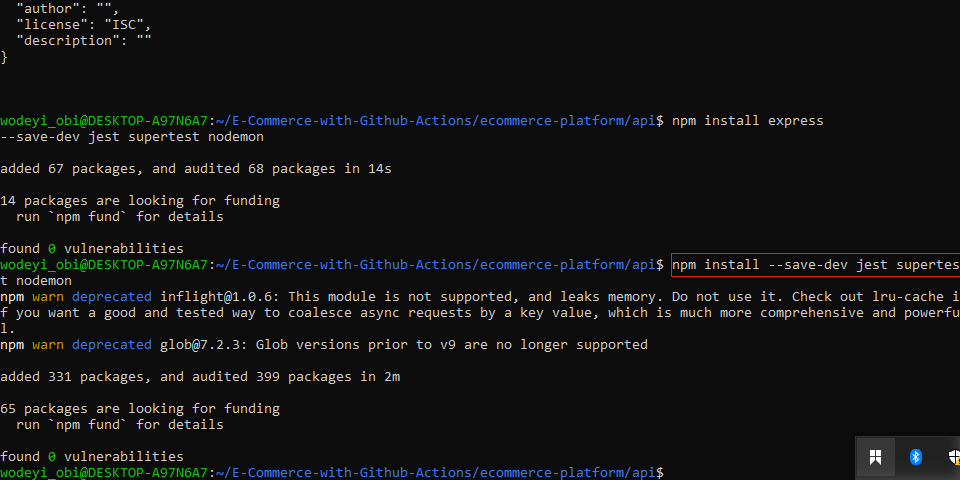 "author": "",
  "license": "ISC",
  "description": ""
}
wodeyi_obi@DESKTOP-A97N6A7:~/E-Commerce-with-Github-Actions/ecommerce-platform/api$ npm install express
--save-dev jest supertest nodemon
added 67 packages, and audited 68 packages in 14s
14 packages are looking for funding
  run `npm fund` for details
found 0 vulnerabilities
wodeyi_obi@DESKTOP-A97N6A7:~/E-Commerce-with-Github-Actions/ecommerce-platform/api$ npm install --save-dev jest supertes
t nodemon
npm warn deprecated inflight@1.0.6: This module is not supported, and leaks memory. Do not use it. Check out lru-cache i
f you want a good and tested way to coalesce async requests by a key value, which is much more comprehensive and powerfu
l.
npm warn deprecated glob@7.2.3: Glob versions prior to v9 are no longer supported
added 331 packages, and audited 399 packages in 2m
65 packages are looking for funding
  run `npm fund` for details
found 0 vulnerabilities
wodeyi_obi@DESKTOP-A97N6A7:~/E-Commerce-with-Github-Actions/ecommerce-platform/api$